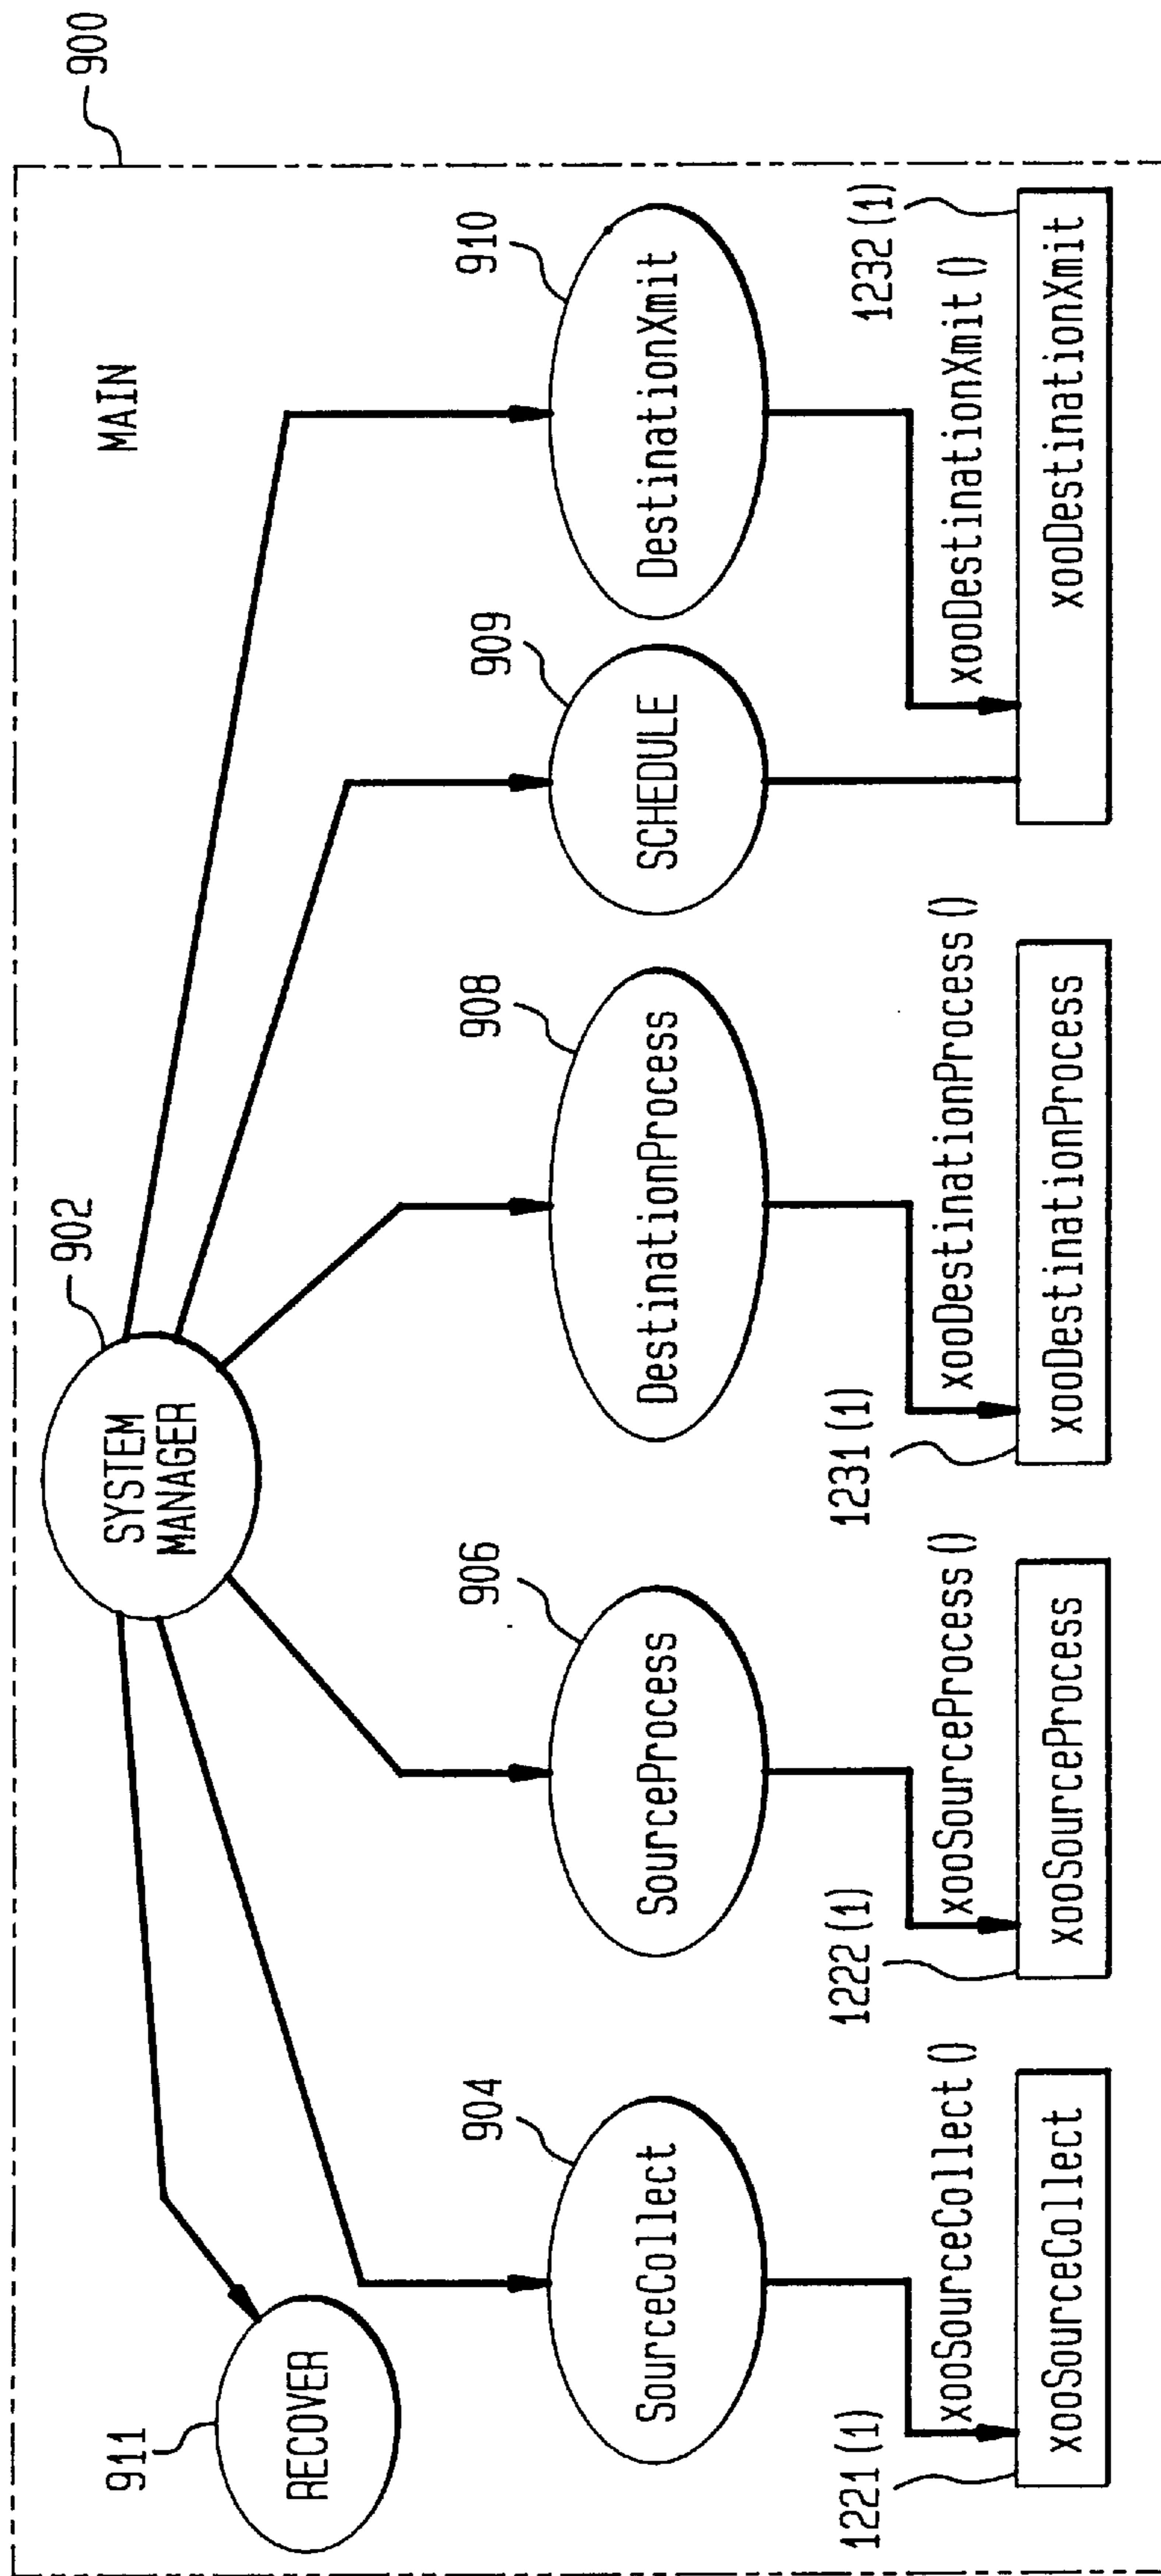 900
MAIN
902
SYSTEM
MANAGER
911
RECOVER
904
SourceCollect
906
SourceProcess
908
DestinationProcess
909
SCHEDULE
910
DestinationXmit
1221 (1)
xooSourceCollect ()
xooSourceCollect
1222 (1)
xooSourceProcess ()
xooSourceProcess
1231 (1)
xooDestinationProcess ()
xooDestinationProcess
xooDestinationXmit ()
1232 (1)
xooDestinationXmit